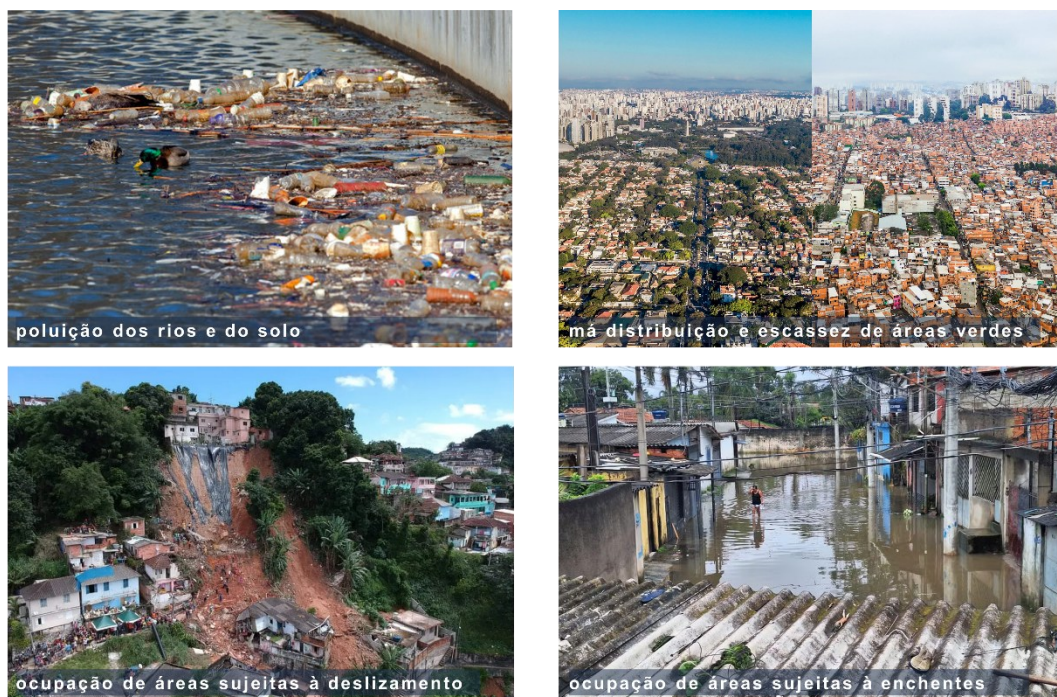 poluição dos rios e do solo
má distribuição e escassez de áreas verdes
ocupação de áreas sujeitas à deslizamento
ocupação de áreas sujeitas à enchentes